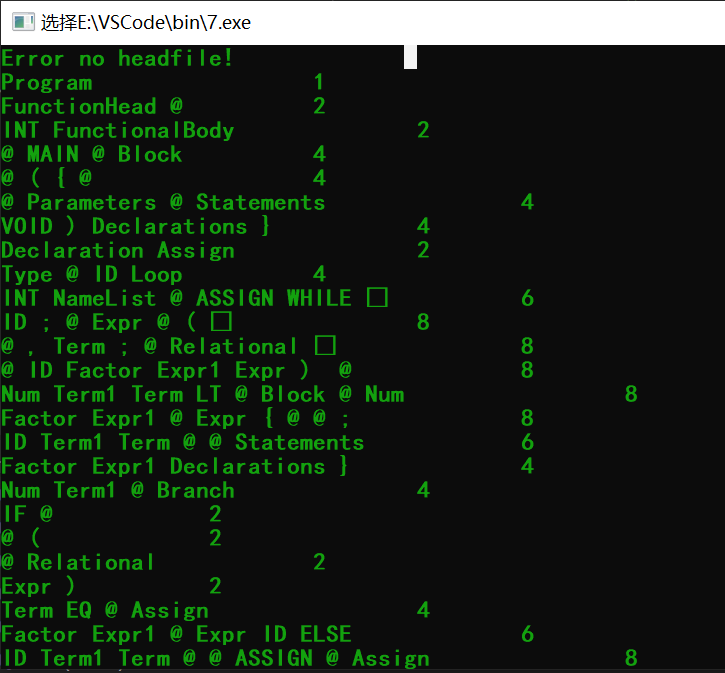 选择E:\VSCode\bin\7.exe
Error no headfile!
Program 1
FunctionHead @ 2
INT FunctionalBody 2
@ MAIN @ Block 4
@ ( { @ 4
@ Parameters @ Statements 4
VOID ) Declarations } 4
Declaration Assign 2
Type @ ID Loop 4
INT NameList @ ASSIGN WHILE □ 6
ID ; @ Expr @ ( □ 8
@ , Term ; @ Relational □ 8
@ ID Factor Expr1 Expr ) @ 8
Num Term1 Term LT @ Block @ Num 8
Factor Expr1 @ Expr { @ @ ; 8
ID Term1 Term @ @ Statements 6
Factor Expr1 Declarations } 4
Num Term1 @ Branch 4
IF @ 2
@ ( 2
@ Relational 2
Expr ) 2
Term EQ @ Assign 4
Factor Expr1 @ Expr ID ELSE 6
ID Term1 Term @ @ ASSIGN @ Assign 8